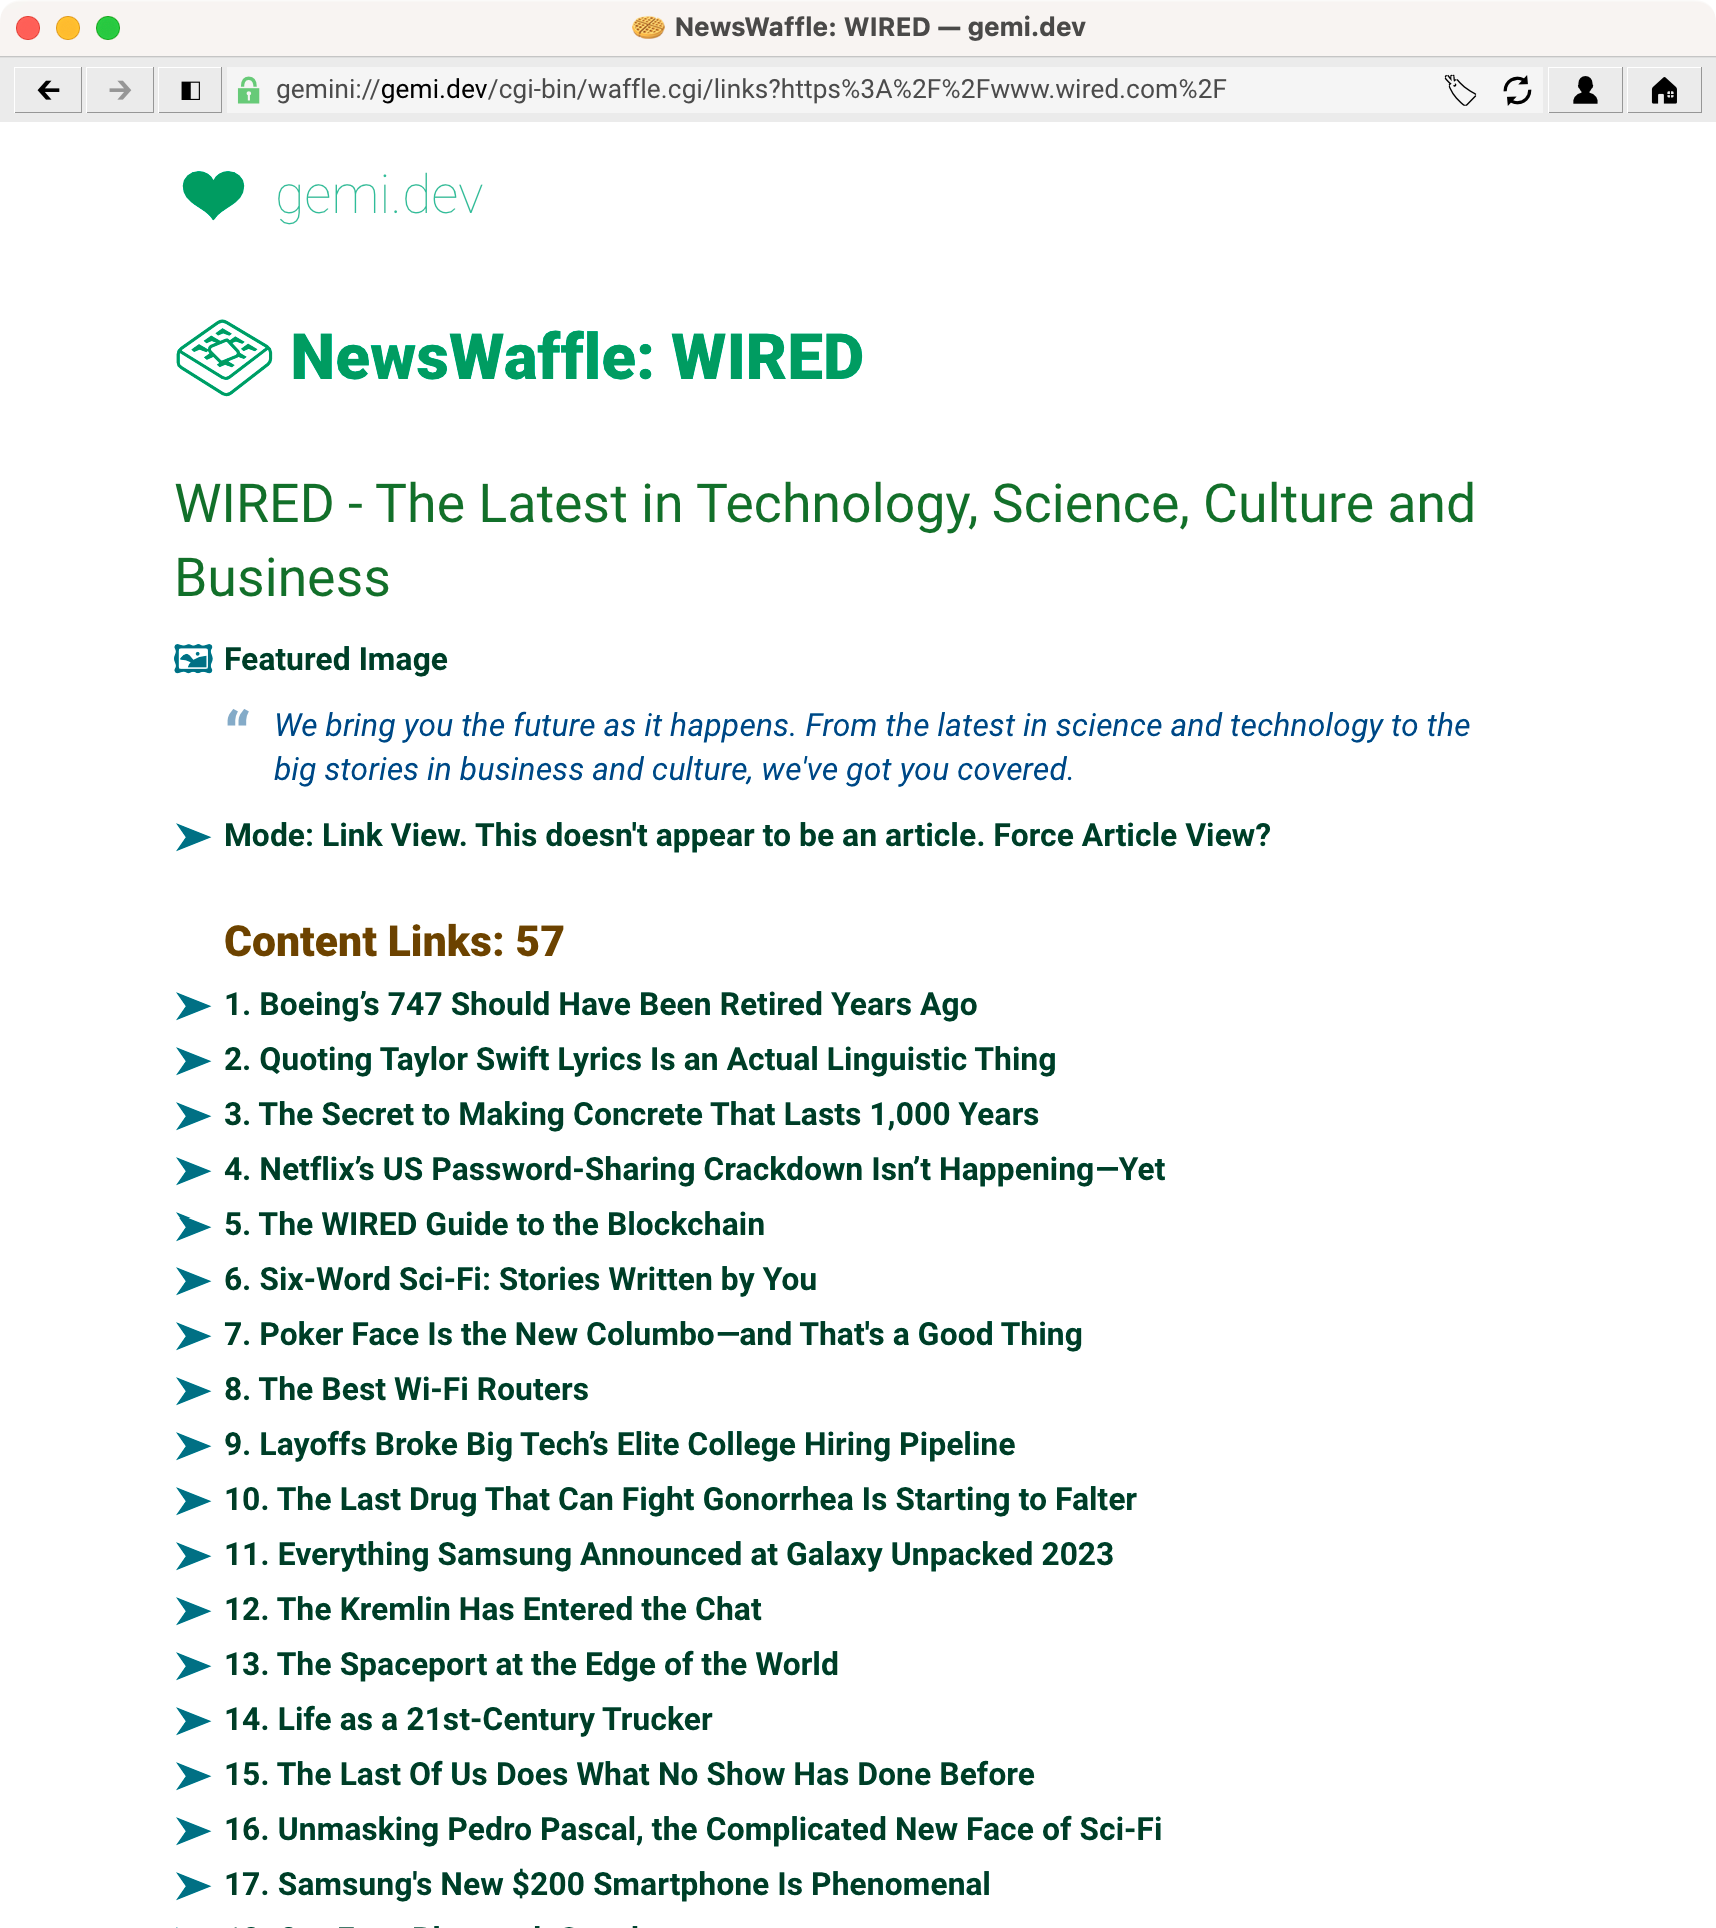 NewsWaffle: WIRED — gemi.dev
gemini://gemi.dev/cgi-bin/waffle.cgi/links?https%3A%2F%2Fwww.wired.com%2F
gemi.dev
NewsWaffle: WIRED
WIRED - The Latest in Technology, Science, Culture and
Business
Featured Image
“ We bring you the future as it happens. From the latest in science and technology to the
big stories in business and culture, we've got you covered.
Mode: Link View. This doesn't appear to be an article. Force Article View?
Content Links: 57
1. Boeing’s 747 Should Have Been Retired Years Ago
2. Quoting Taylor Swift Lyrics Is an Actual Linguistic Thing
3. The Secret to Making Concrete That Lasts 1,000 Years
4. Netflix’s US Password-Sharing Crackdown Isn’t Happening—Yet
5. The WIRED Guide to the Blockchain
6. Six-Word Sci-Fi: Stories Written by You
7. Poker Face Is the New Columbo—and That's a Good Thing
8. The Best Wi-Fi Routers
9. Layoffs Broke Big Tech’s Elite College Hiring Pipeline
10. The Last Drug That Can Fight Gonorrhea Is Starting to Falter
11. Everything Samsung Announced at Galaxy Unpacked 2023
12. The Kremlin Has Entered the Chat
13. The Spaceport at the Edge of the World
14. Life as a 21st-Century Trucker
15. The Last Of Us Does What No Show Has Done Before
16. Unmasking Pedro Pascal, the Complicated New Face of Sci-Fi
17. Samsung's New $200 Smartphone Is Phenomenal